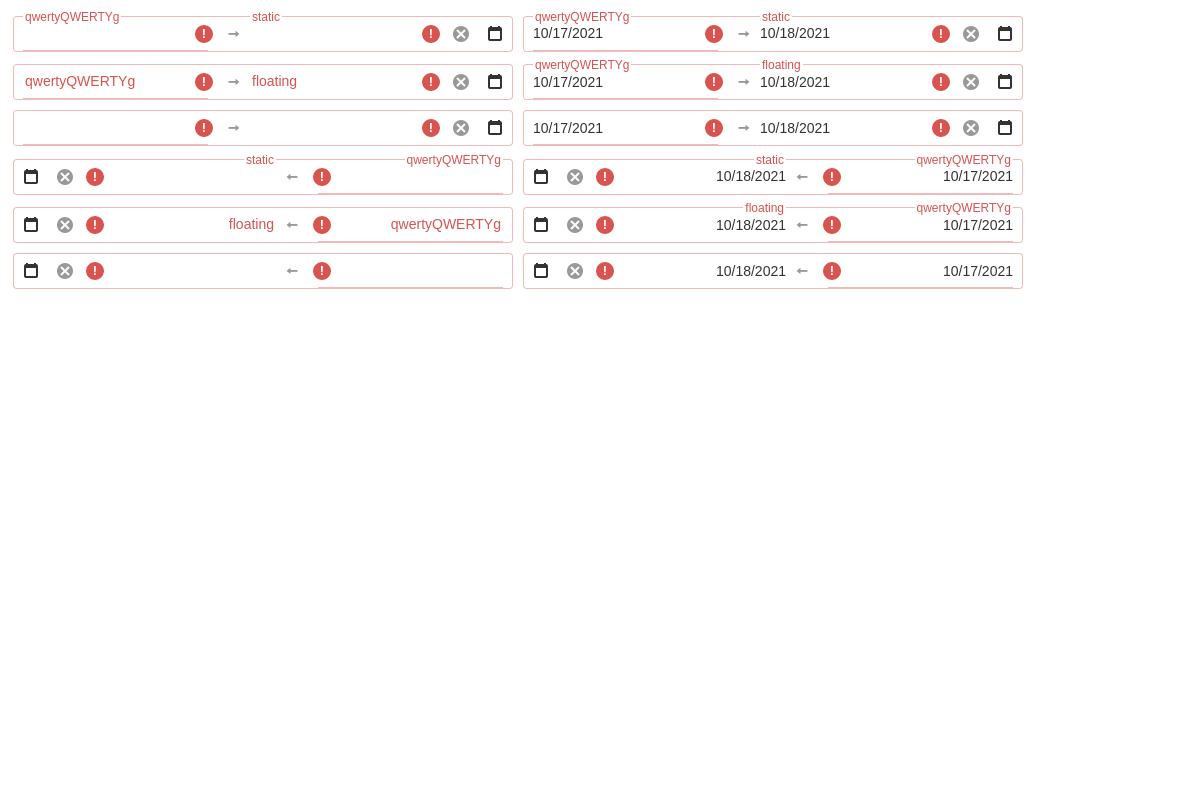 qwertyQWERTYg static qwertyQWERTYg static
10/17/2021 10/18/2021
qwertyQWERTYg floating
qwertyQWERTYg floating 10/17/2021 10/18/2021
10/17/2021 10/18/2021
static qwertyQWERTYg static qwertyQWERTYg
10/18/2021 10/17/2021
floating qwertyQWERTYg
floating qwertyQWERTYg 10/18/2021 10/17/2021
10/18/2021 10/17/2021